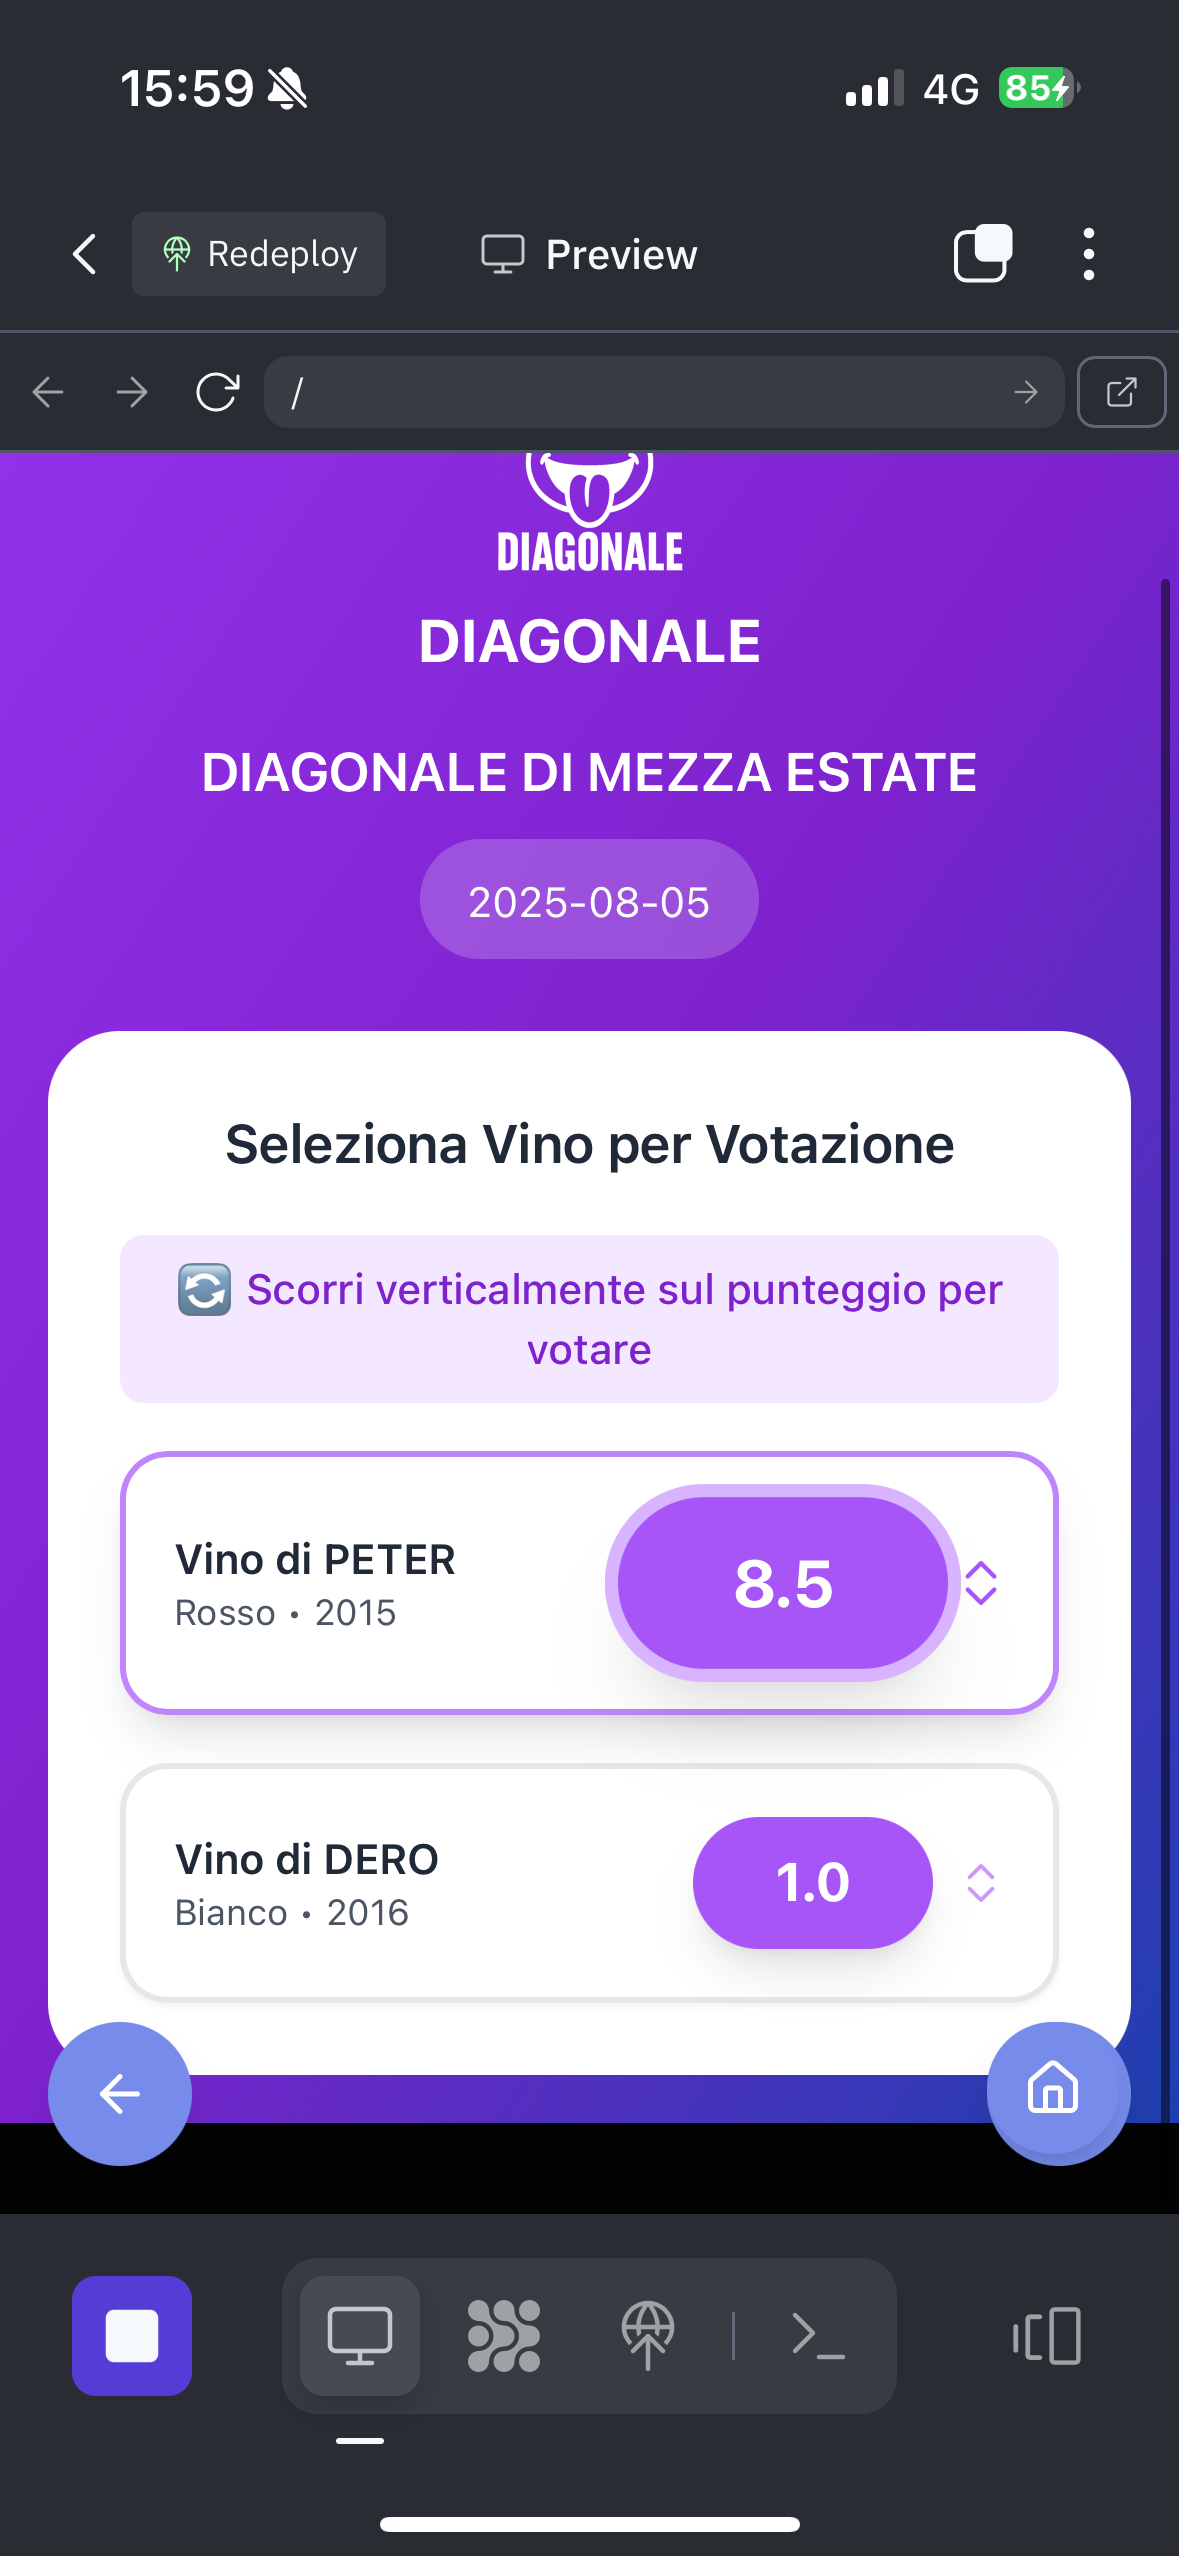 15:59
4G
85
Redeploy
Preview
/
DIAGONALE
DIAGONALE
DIAGONALE DI MEZZA ESTATE
2025-08-05
Seleziona Vino per Votazione
Scorri verticalmente sul punteggio per
votare
Vino di PETER
8.5
Rosso • 2015
Vino di DERO
1.0
Bianco • 2016